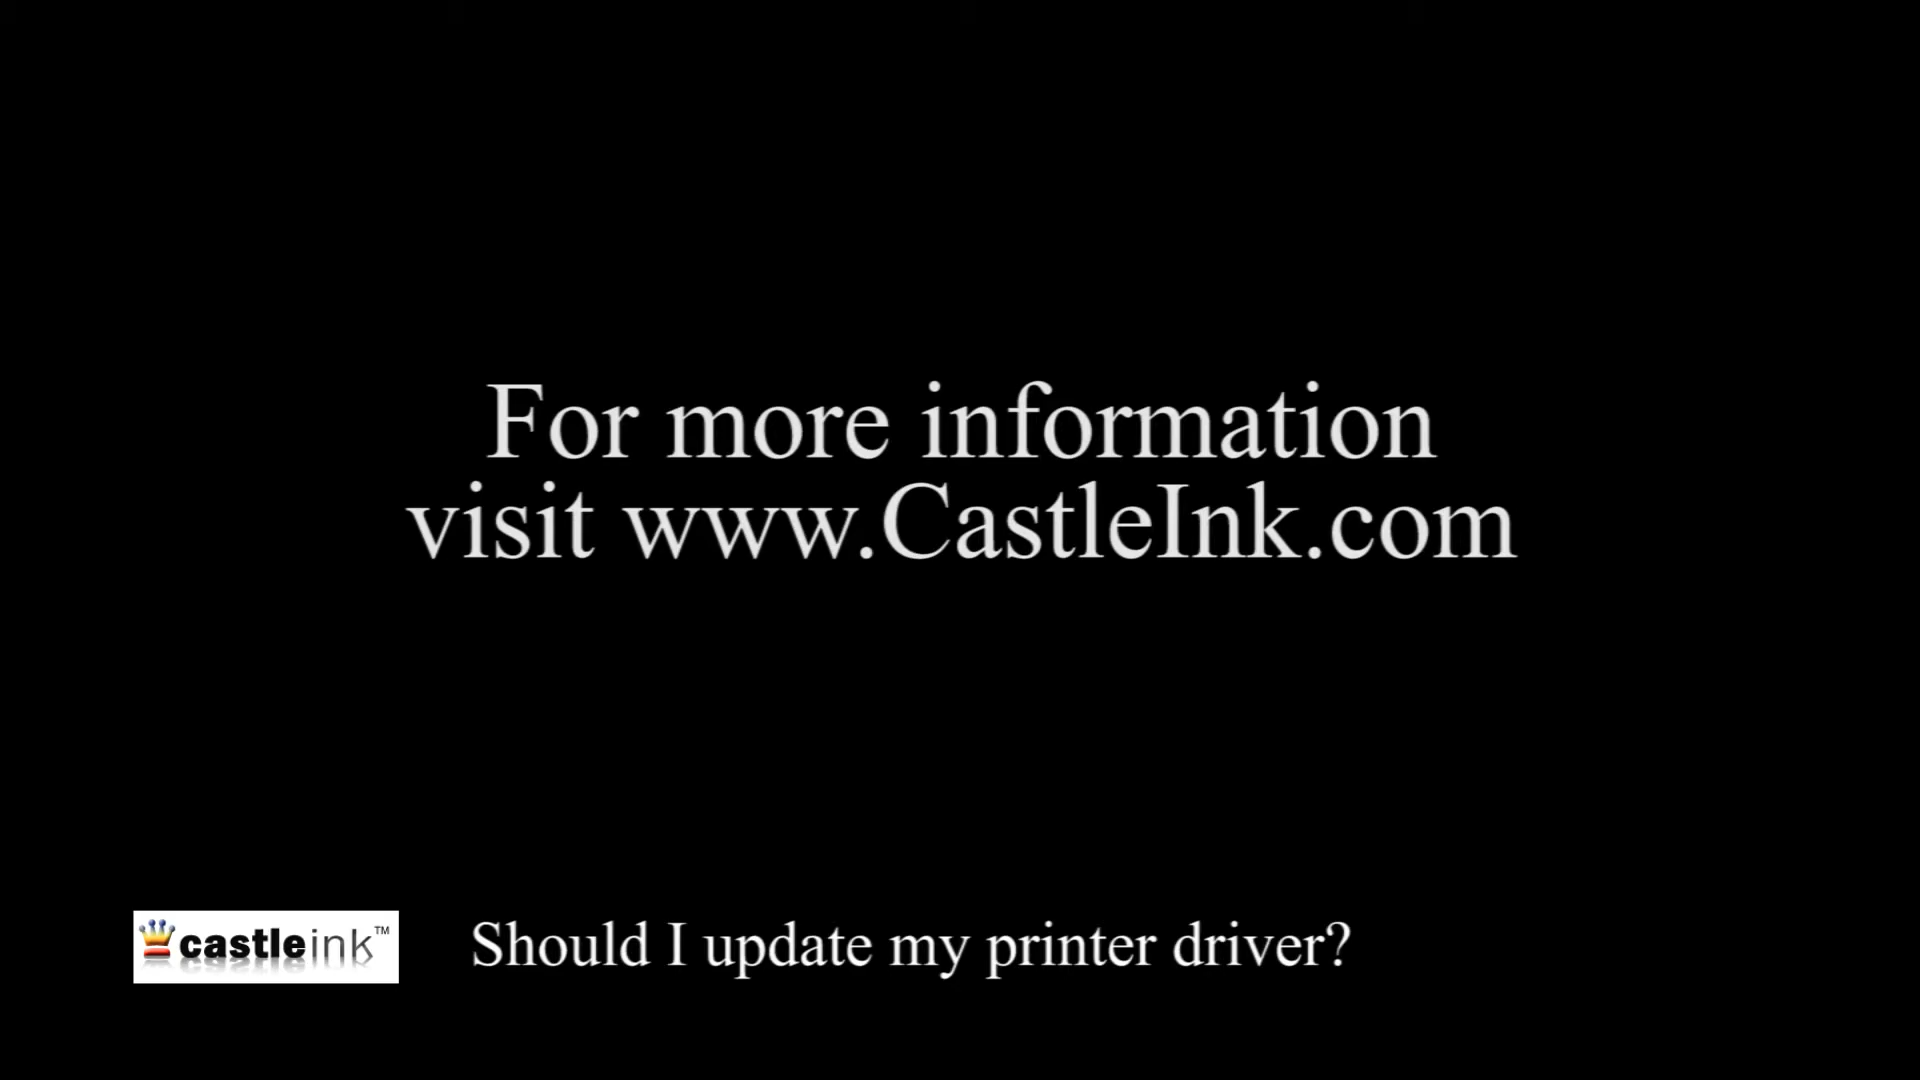 For more information
visit www.CastleInk.com
castleink™
Should I update my printer driver?